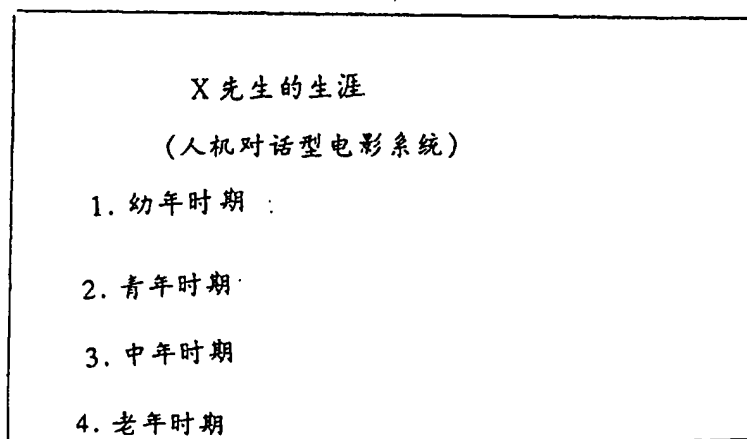 X先生的生涯
(人机对话型电影系统)
1. 幼年时期
2. 青年时期
3. 中年时期
4. 老年时期